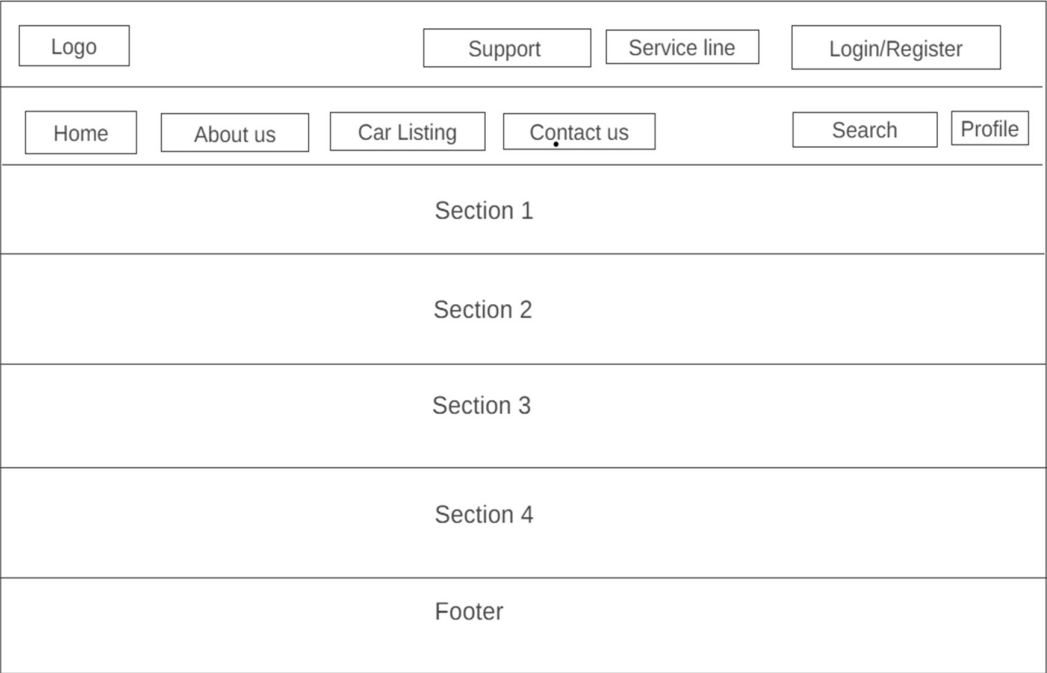 Logo
Support
Service line
Login/Register
Home
About us
Car Listing
Contact us
Search
Profile
Section 1
Section 2
Section 3
Section 4
Footer